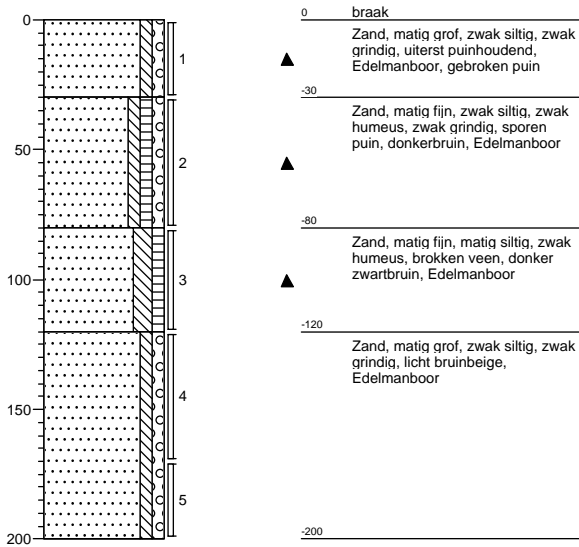 0
50
100
150
200
1
2
3
4
5
0 braak
Zand, matig grof, zwak siltig, zwak
grindig, uiterst puinhoudend,
Edelmanboor, gebroken puin
-30
Zand, matig fijn, zwak siltig, zwak
humeus, zwak grindig, sporen
puin, donkerbruin, Edelmanboor
-80
Zand, matig fijn, matig siltig, zwak
humeus, brokken veen, donker
zwartbruin, Edelmanboor
-120
Zand, matig grof, zwak siltig, zwak
grindig, licht bruinbeige,
Edelmanboor
-200